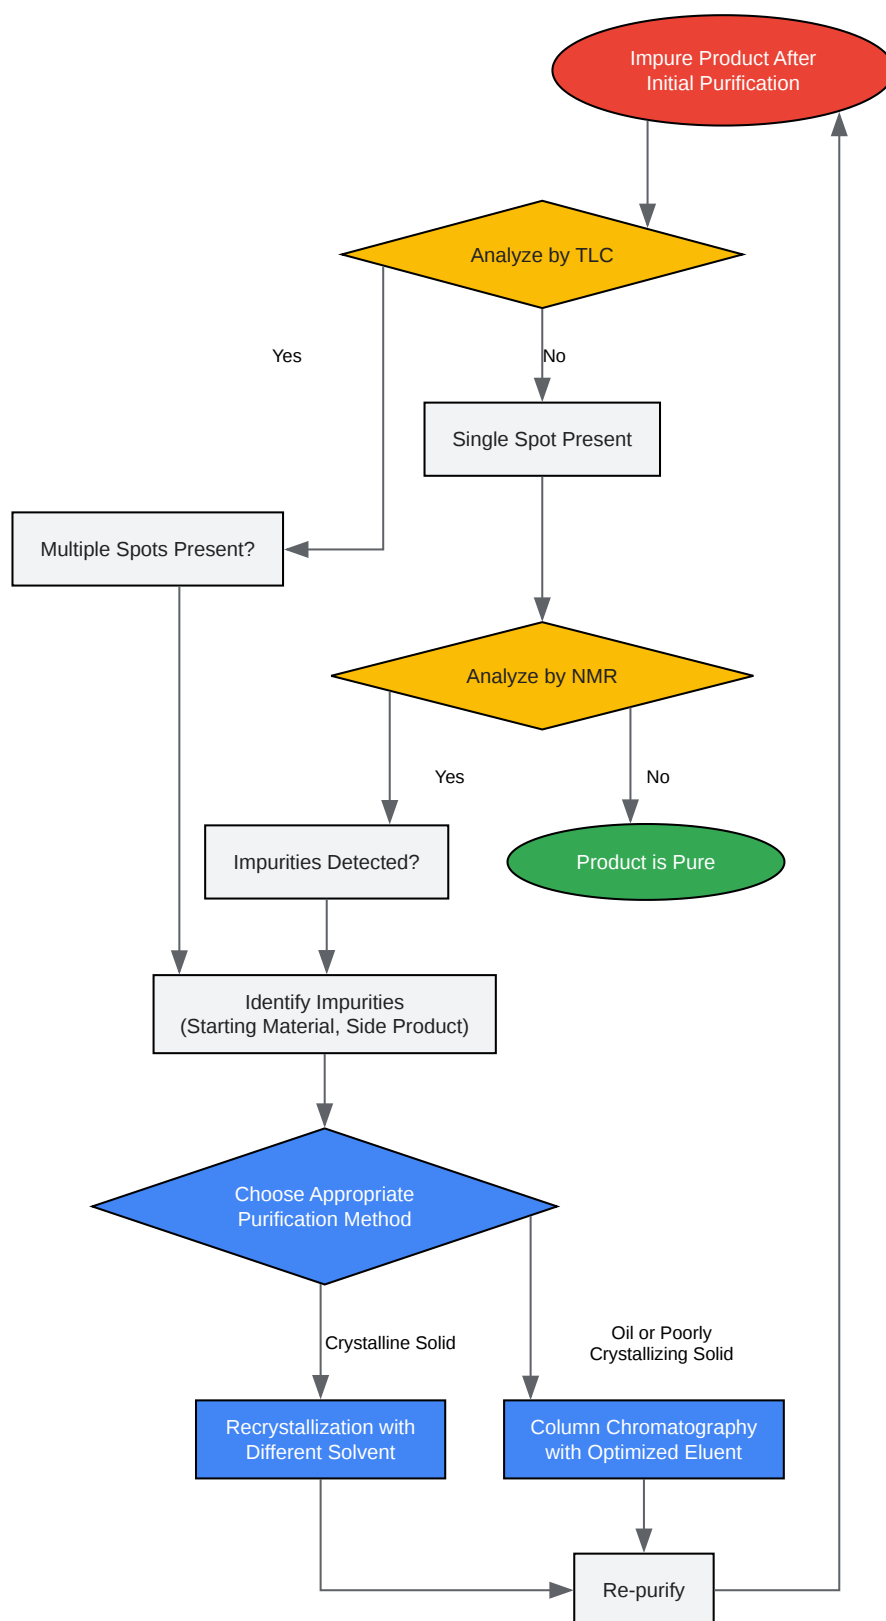 Impure Product After
Initial Purification
Analyze by TLC
Yes
No
Single Spot Present
Multiple Spots Present?
Analyze by NMR
Yes
No
Impurities Detected?
Product is Pure
Identify Impurities
(Starting Material, Side Product)
Choose Appropriate
Purification Method
Crystalline Solid
Oil or Poorly
Crystallizing Solid
Recrystallization with
Different Solvent
Column Chromatography
with Optimized Eluent
Re-purify